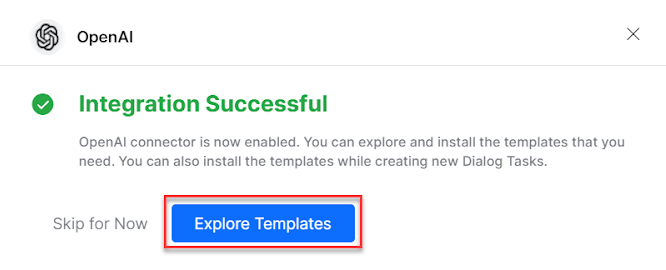 OpenAI
Integration Successful
OpenAI connector is now enabled. You can explore and install the templates that you
need. You can also install the templates while creating new Dialog Tasks.
Skip for Now
Explore Templates